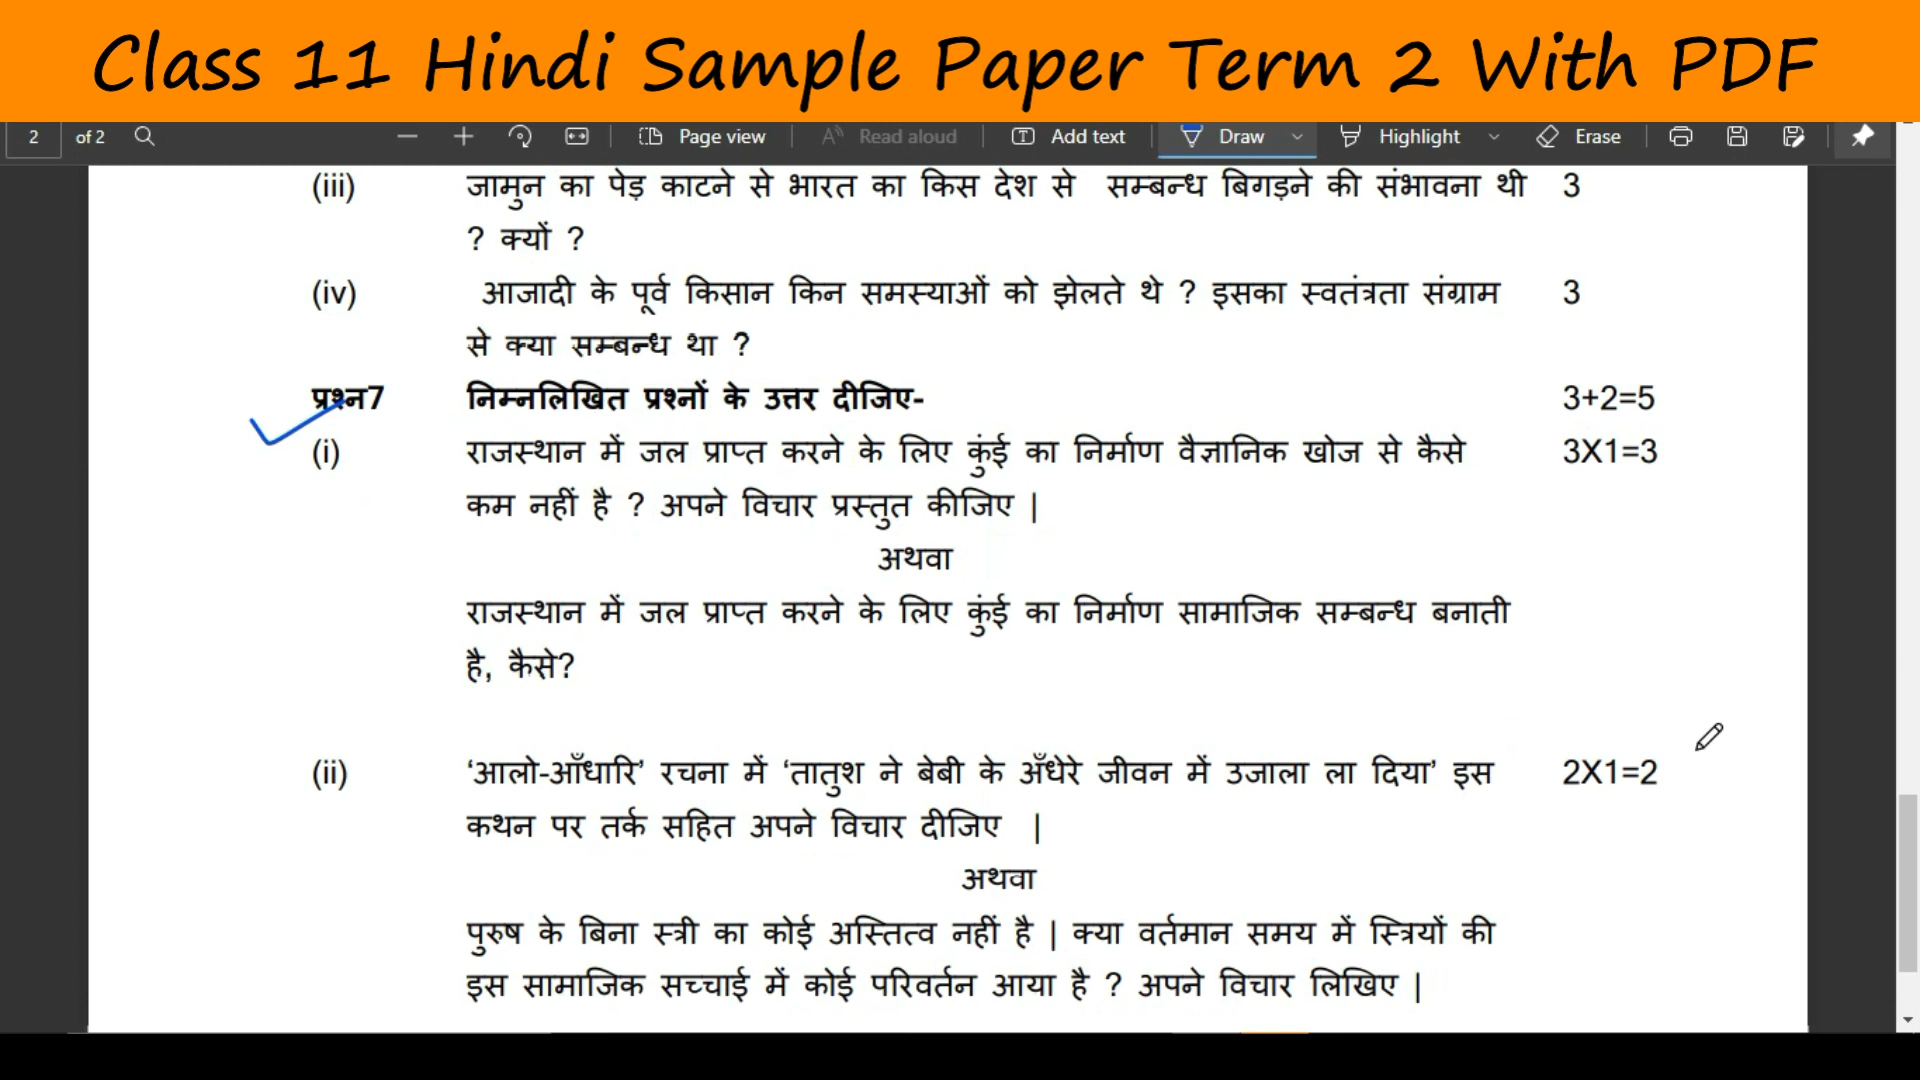 Class 11 Hindi Sample Paper Term 2 With PDF
2 of 2 Page view Read aloud Add text Draw Highlight Erase
(iii) जामुन का पेड़ काटने से भारत का किस देश से सम्बन्ध बिगड़ने की संभावना थी 3
? क्यों ?
(iv) आजादी के पूर्व किसान किन समस्याओं को झेलते थे ? इसका स्वतंत्रता संग्राम 3
से क्या सम्बन्ध था ?
प्रश्न7 निम्नलिखित प्रश्नों के उत्तर दीजिए- 3+2=5
(i) राजस्थान में जल प्राप्त करने के लिए कुंई का निर्माण वैज्ञानिक खोज से कैसे 3X1=3
कम नहीं है ? अपने विचार प्रस्तुत कीजिए |
अथवा
राजस्थान में जल प्राप्त करने के लिए कुंई का निर्माण सामाजिक सम्बन्ध बनाती
है, कैसे?
(ii) ‘आलो-आँधारि’ रचना में ‘तातुश ने बेबी के अँधेरे जीवन में उजाला ला दिया’ इस 2X1=2
कथन पर तर्क सहित अपने विचार दीजिए |
अथवा
पुरुष के बिना स्त्री का कोई अस्तित्व नहीं है | क्या वर्तमान समय में स्त्रियों की
इस सामाजिक सच्चाई में कोई परिवर्तन आया है ? अपने विचार लिखिए |